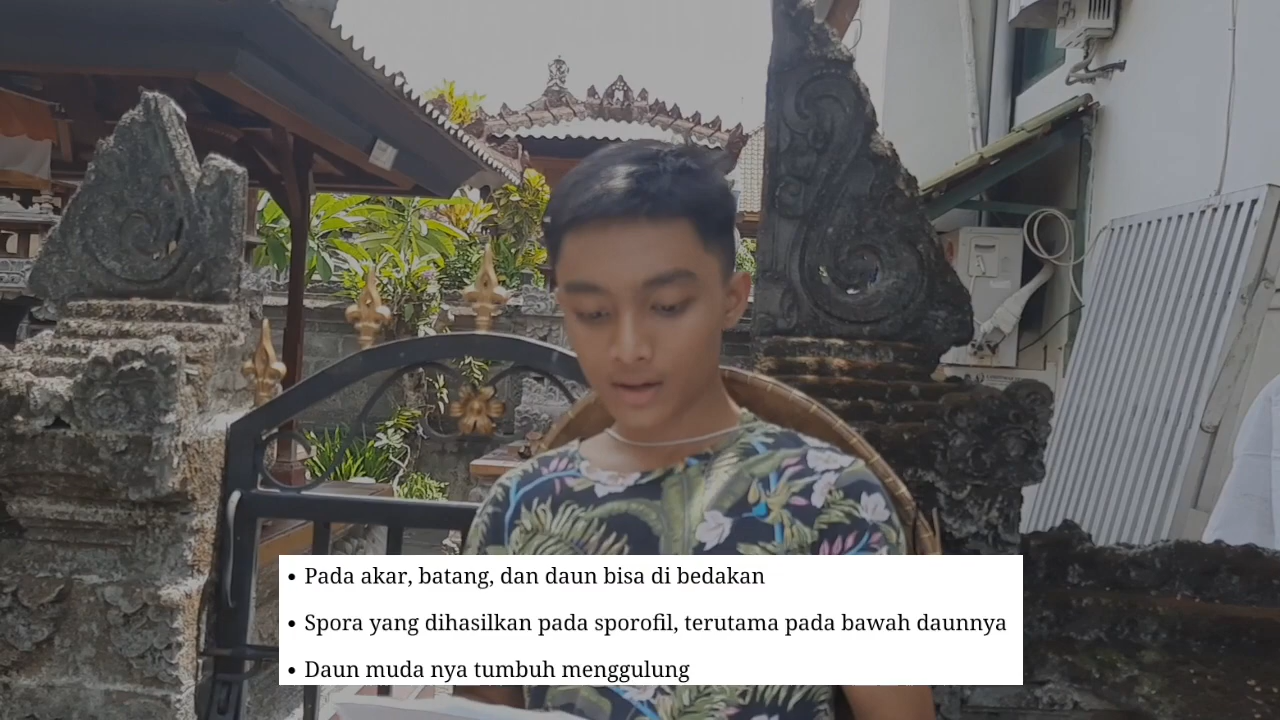 • Pada akar, batang, dan daun bisa di bedakan
• Spora yang dihasilkan pada sporofil, terutama pada bawah daunnya
• Daun muda nya tumbuh menggulung